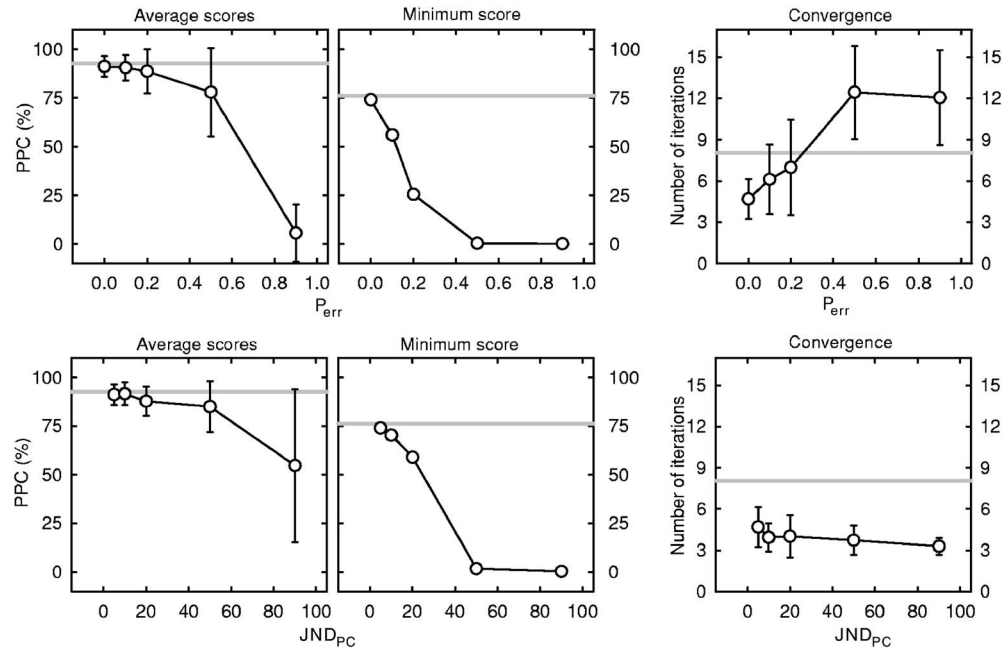 Average scores
Minimum score
Convergence
PPC (%)
100
75
50
25
0
100
75
50
25
0
Number of iterations
15
12
9
6
3
0
15
12
9
6
3
0
0.0 0.2 0.4 0.6 0.8 1.0
0.0 0.2 0.4 0.6 0.8 1.0
0.0 0.2 0.4 0.6 0.8 1.0
Perr
Perr
Average scores
Minimum score
Convergence
PPC (%)
100
75
50
25
0
100
75
50
25
0
Number of iterations
15
12
9
6
3
0
15
12
9
6
3
0
0 20 40 60 80 100
0 20 40 60 80 100
0 20 40 60 80 100
JNDPC
JNDPC